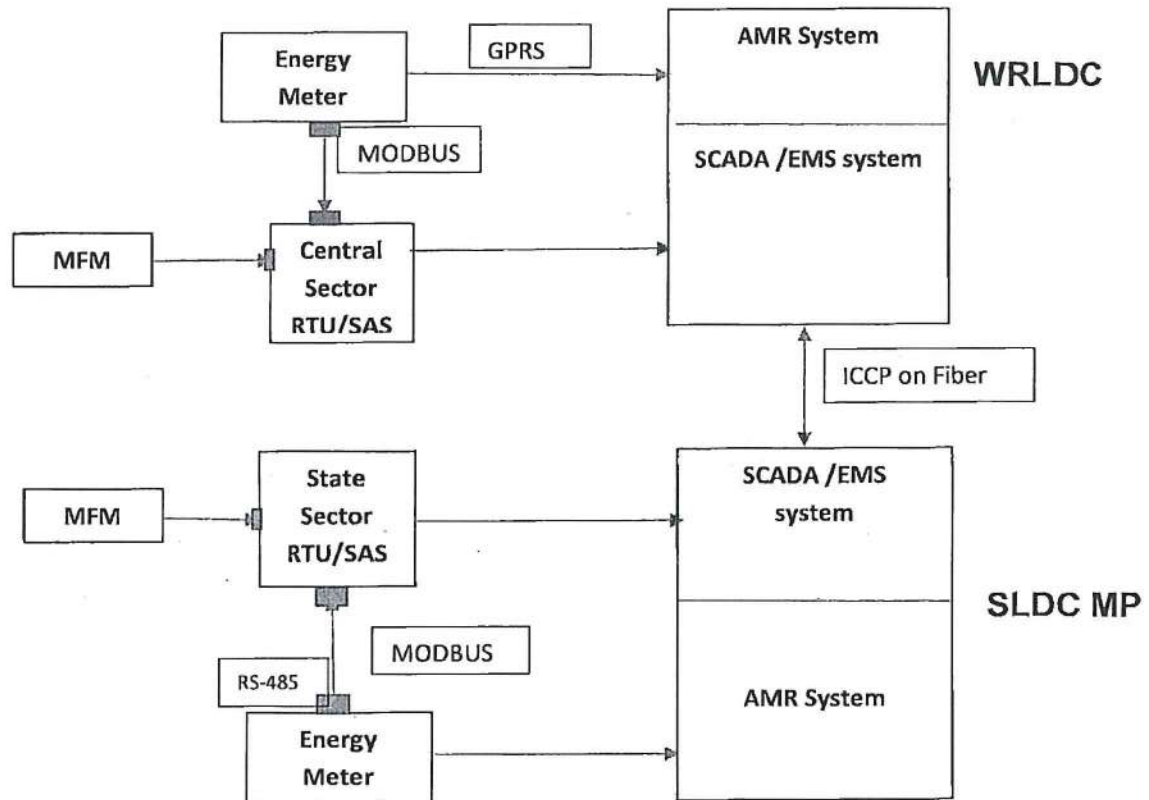 Energy
Meter
GPRS
AMR System
WRLDC
MODBUS
SCADA /EMS system
MFM
Central
Sector
RTU/SAS
ICCP on Fiber
MFM
State
Sector
RTU/SAS
SCADA /EMS
system
SLDC MP
MODBUS
RS-485
AMR System
Energy
Meter